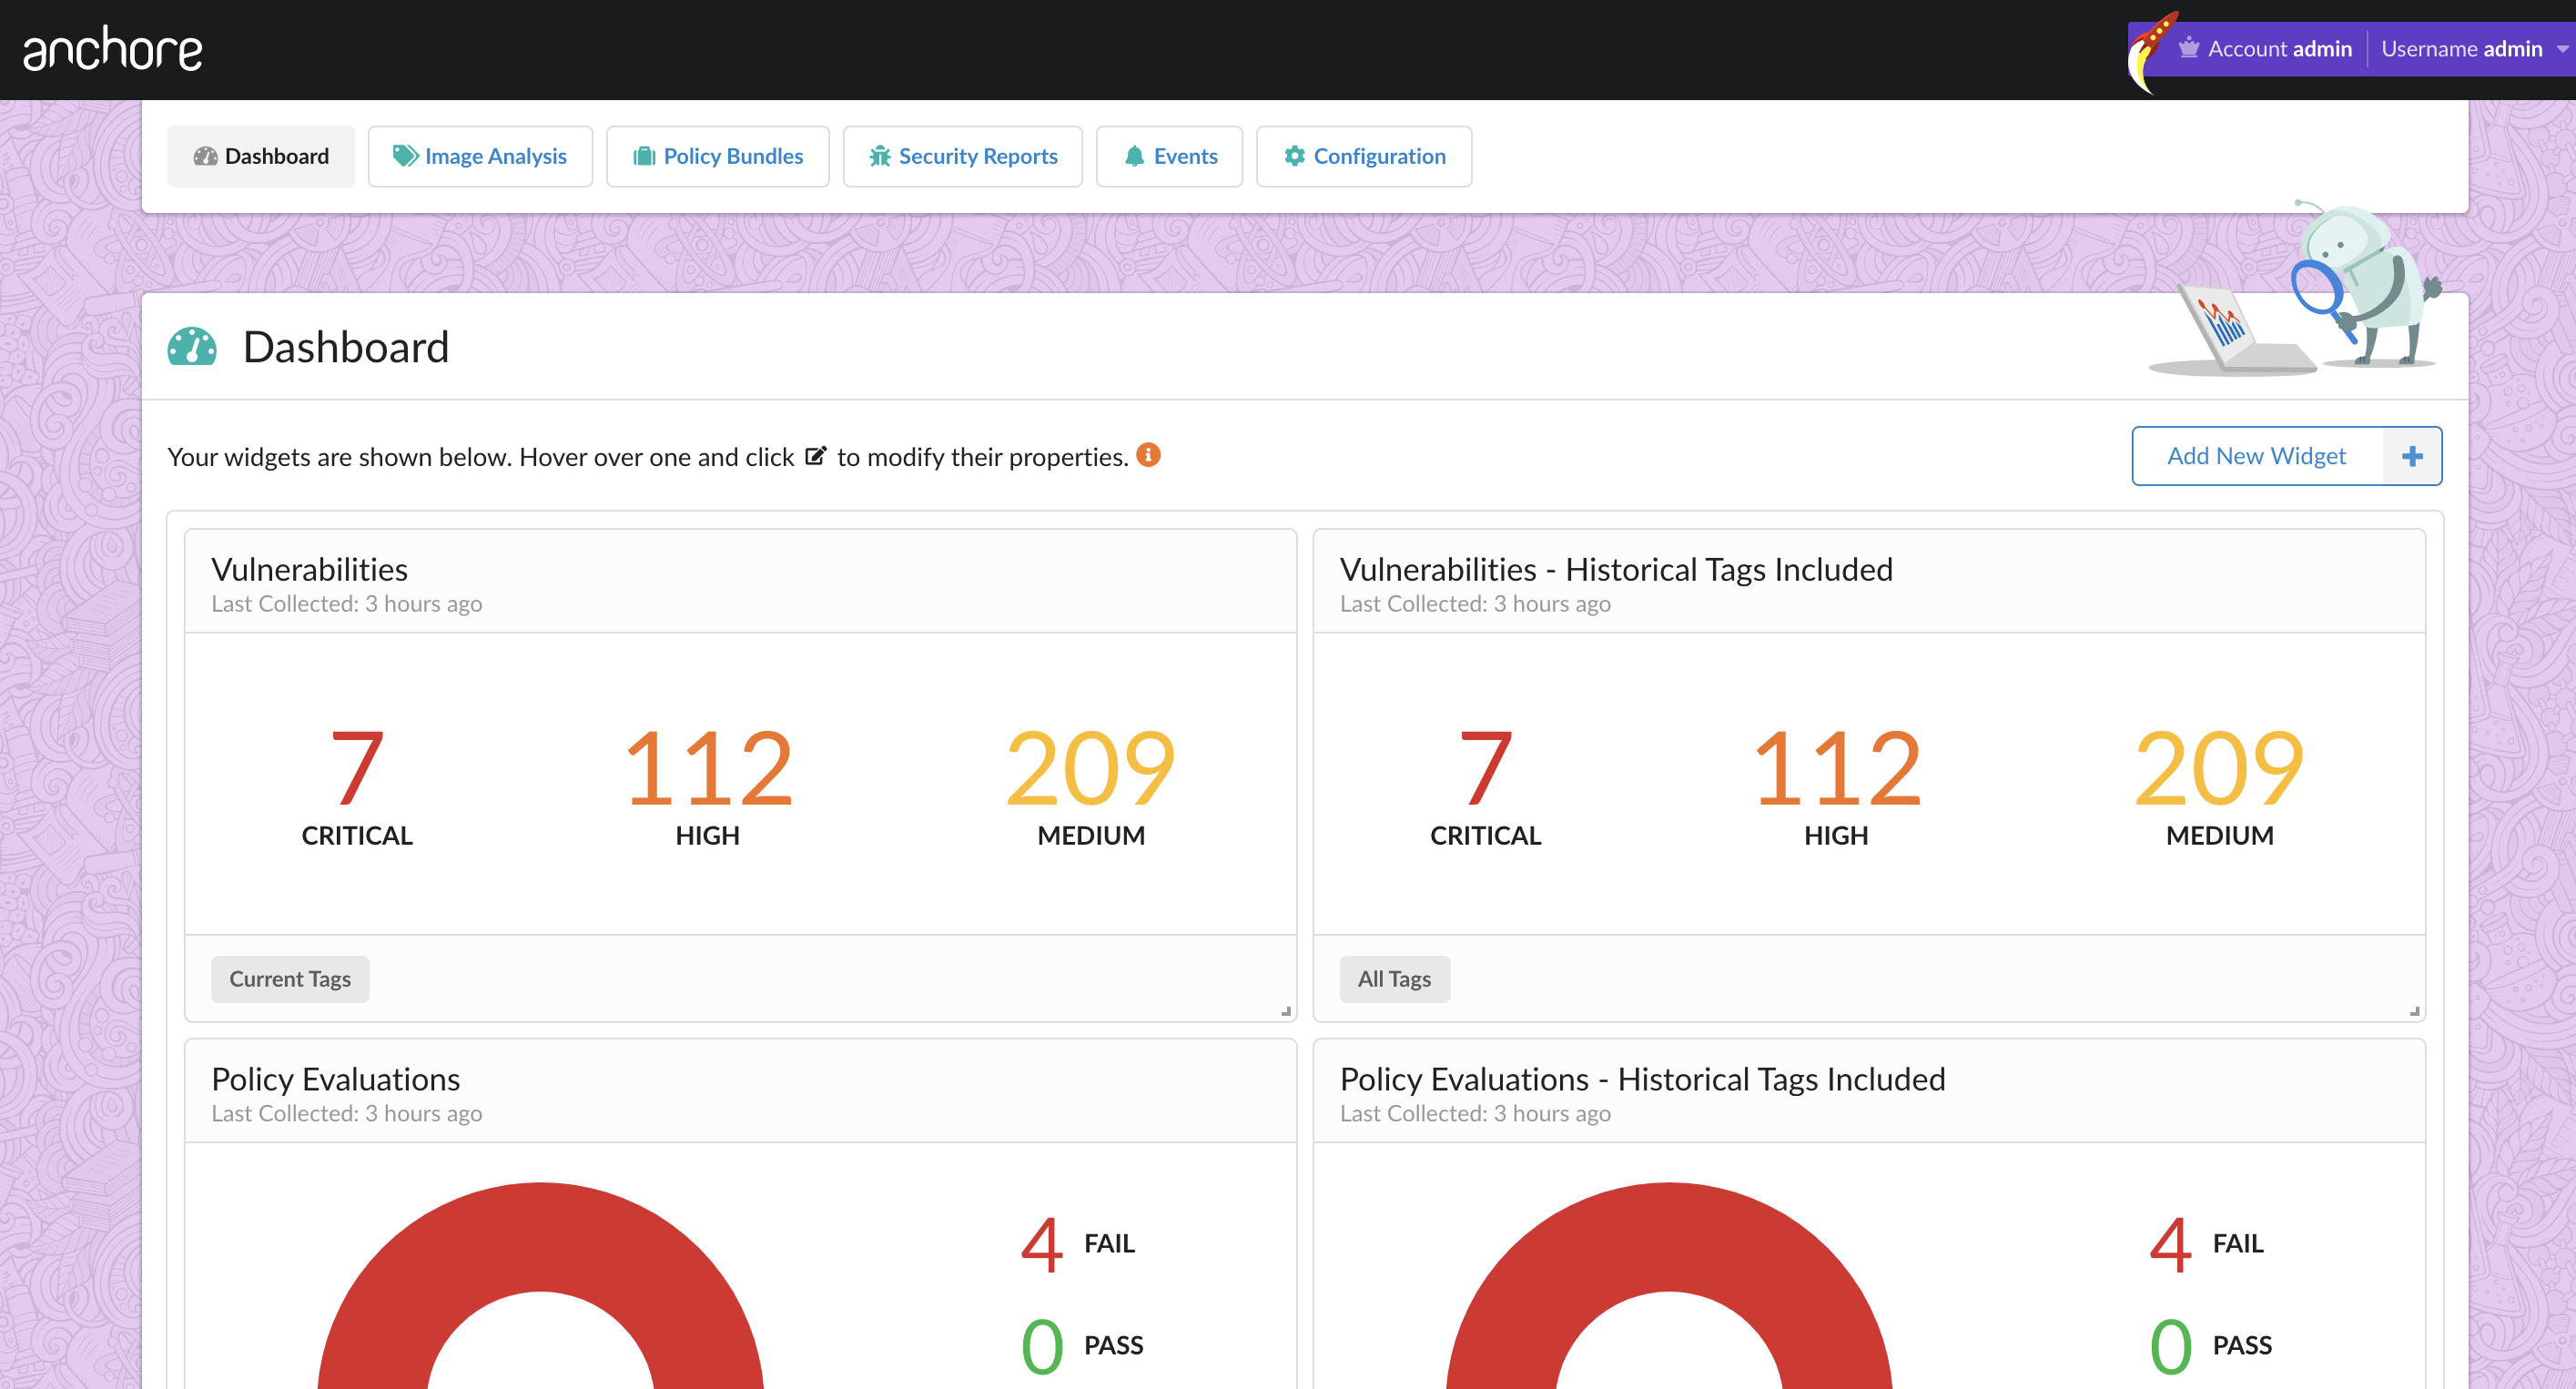 anchore
Account admin
Username admin
Dashboard
Image Analysis
Policy Bundles
Security Reports
Events
Configuration
Dashboard
Your widgets are shown below. Hover over one and click to modify their properties.
Add New Widget
Vulnerabilities
Last Collected: 3 hours ago
7
112
209
CRITICAL
HIGH
MEDIUM
Current Tags
Vulnerabilities - Historical Tags Included
Last Collected: 3 hours ago
7
112
209
CRITICAL
HIGH
MEDIUM
All Tags
Policy Evaluations
Last Collected: 3 hours ago
4 FAIL
0 PASS
Policy Evaluations - Historical Tags Included
Last Collected: 3 hours ago
4 FAIL
0 PASS